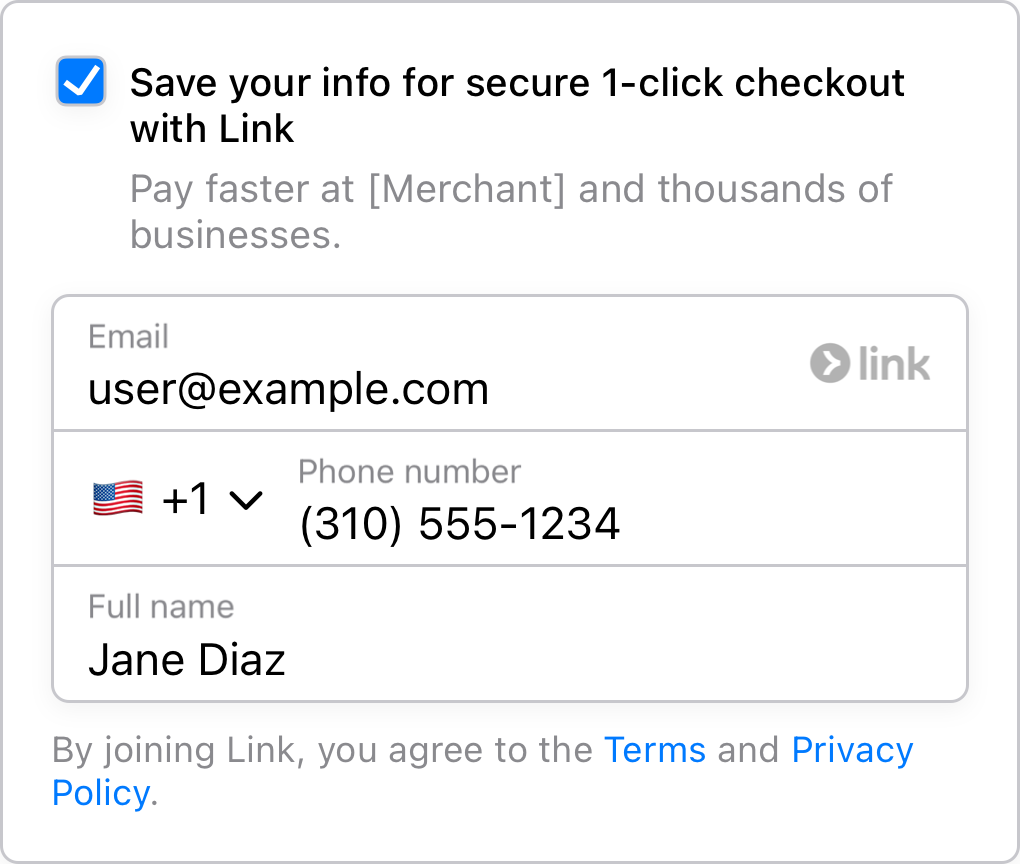 Save your info for secure 1-click checkout
with Link
Pay faster at [Merchant] and thousands of
businesses.
Email
user@example.com
link
+1
Phone number
(310) 555-1234
Full name
Jane Diaz
By joining Link, you agree to the Terms and Privacy
Policy.